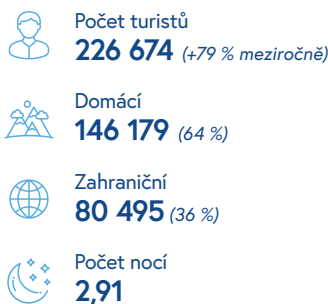 Počet turistů
226 674 (+79 % meziročně)
Domácí
146 179 (64 %)
Zahraniční
80 495 (36 %)
Počet nocí
2,91